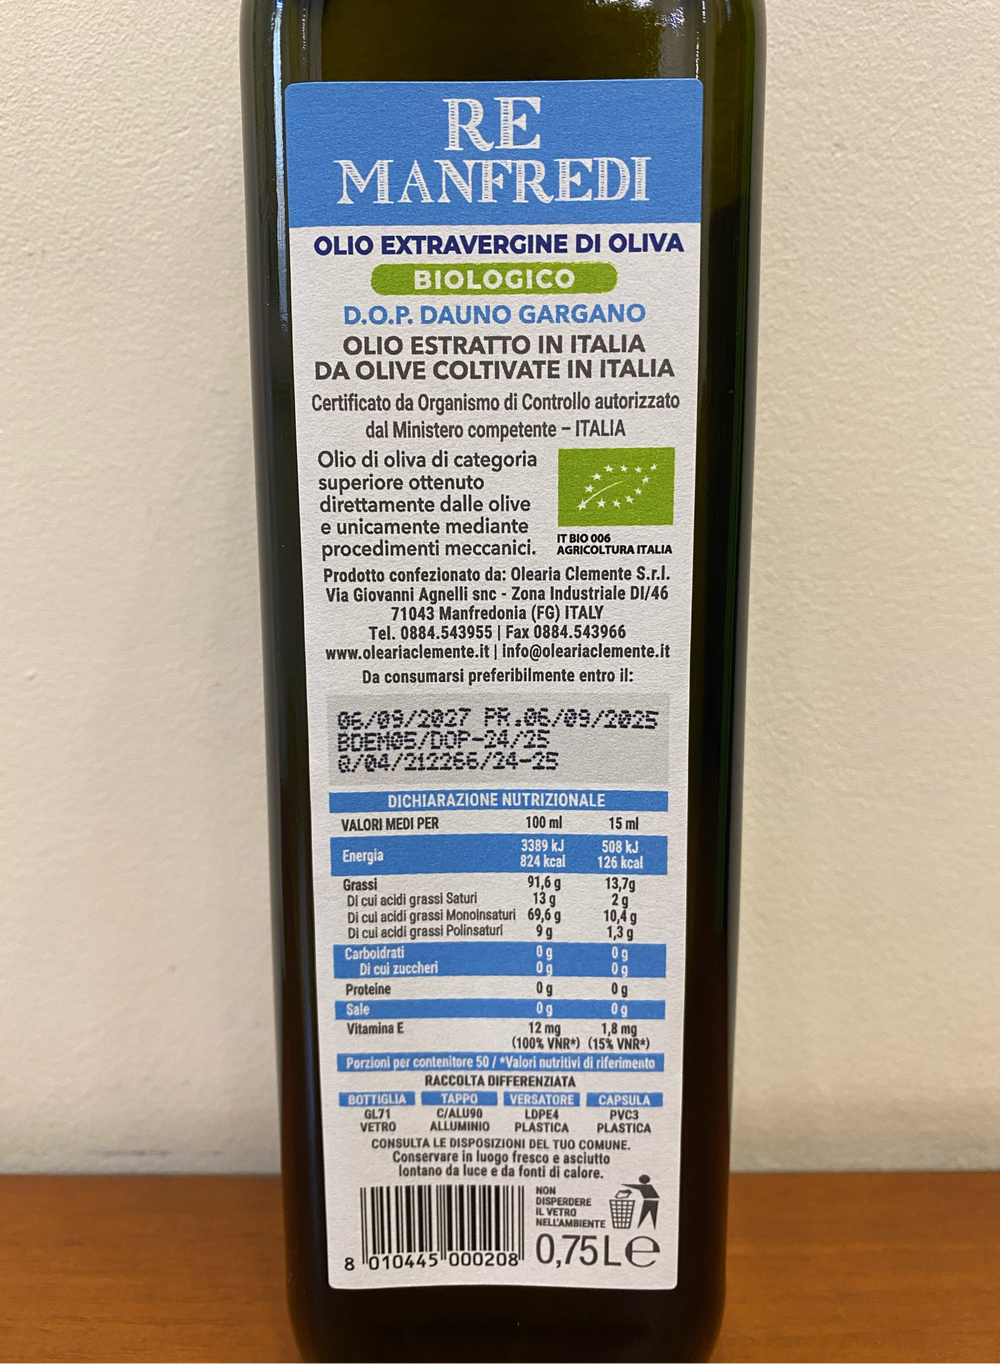 RE
MANFREDI
OLIO EXTRAVERGINE DI OLIVA
BIOLOGICO
D.O.P. DAUNO GARGANO
OLIO ESTRATTO IN ITALIA
DA OLIVE COLTIVATE IN ITALIA
Certificato da Organismo di Controllo autorizzato
dal Ministero competente – ITALIA
Olio di oliva di categoria
superiore ottenuto
direttamente dalle olive
e unicamente mediante
procedimenti meccanici.
IT BIO 006
AGRICOLTURA ITALIA
Prodotto confezionato da: Olearia Clemente S.r.l.
Via Giovanni Agnelli snc - Zona Industriale DI/46
71043 Manfredonia (FG) ITALY
Tel. 0884.543955 | Fax 0884.543966
www.oleariaclemente.it | info@oleariaclemente.it
Da consumarsi preferibilmente entro il:
06/09/2027 PR.06/09/2025
BDEM05/DOP-24/25
Q/04/212266/24-25
DICHIARAZIONE NUTRIZIONALE
VALORI MEDI PER 100 ml 15 ml
Energia 3389 kJ 508 kJ
824 kcal 126 kcal
Grassi 91,6 g 13,7g
Di cui acidi grassi Saturi 13 g 2 g
Di cui acidi grassi Monoinsaturi 69,6 g 10,4 g
Di cui acidi grassi Polinsaturi 9 g 1,3 g
Carboidrati 0 g 0 g
Di cui zuccheri 0 g 0 g
Proteine 0 g 0 g
Sale 0 g 0 g
Vitamina E 12 mg 1,8 mg
(100% VNR*) (15% VNR*)
Porzioni per contenitore 50 / *Valori nutritivi di riferimento
RACCOLTA DIFFERENZIATA
BOTTIGLIA TAPPO VERSATORE CAPSULA
GL71 C/ALU90 LDPE4 PVC3
VETRO ALLUMINIO PLASTICA PLASTICA
CONSULTA LE DISPOSIZIONI DEL TUO COMUNE.
Conservare in luogo fresco e asciutto
lontano da luce e da fonti di calore.
NON
DISPERDERE
IL VETRO
NELL'AMBIENTE
8 010445 000208
0,75L e